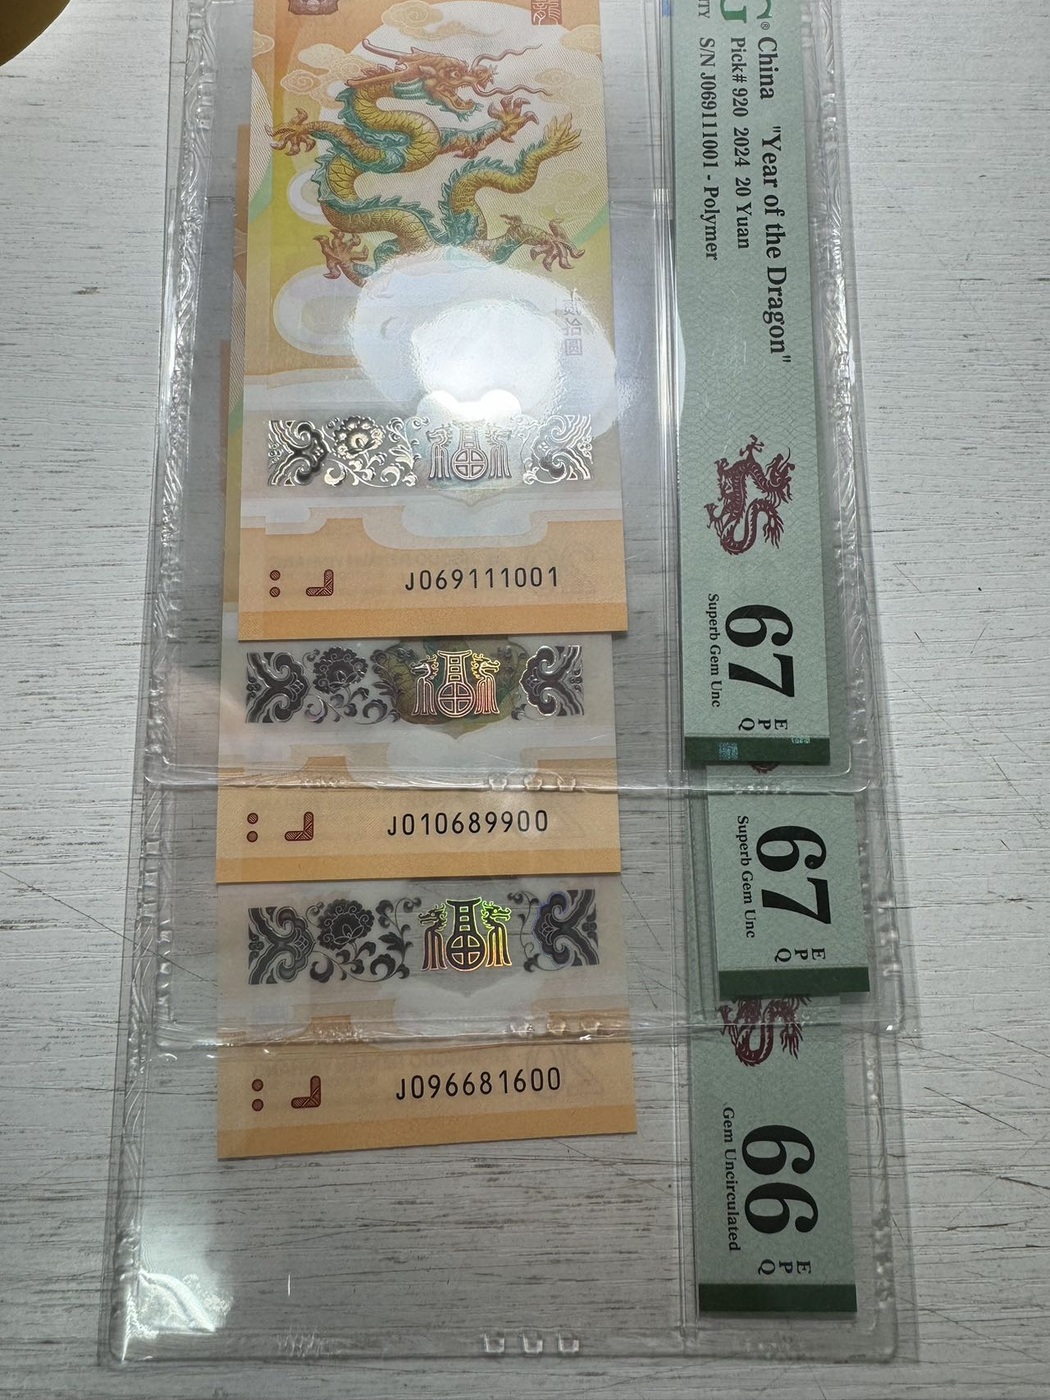 China "Year of the Dragon"
Pick# 920 2024 20 Yuan
S/N J069111001 - Polymer
67 EPQ
Superb Gem Unc
J069111001
67 EPQ
Superb Gem Unc
J010689900
66 EPQ
Gem Uncirculated
J096681600